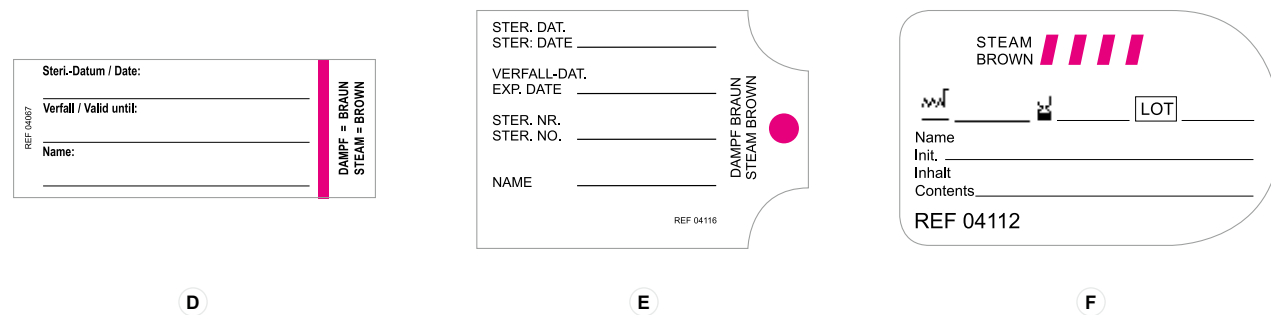 Steri.-Datum / Date:
Verfall / Valid until:
Name:
REF 04067
DAMPF = BRAUN
STEAM = BROWN
D
STER. DAT.
STER: DATE
VERFALL-DAT.
EXP. DATE
STER. NR.
STER. NO.
NAME
REF 04116
DAMPF BRAUN
STEAM BROWN
E
STEAM
BROWN
LOT
Name
Init.
Inhalt
Contents
REF 04112
F